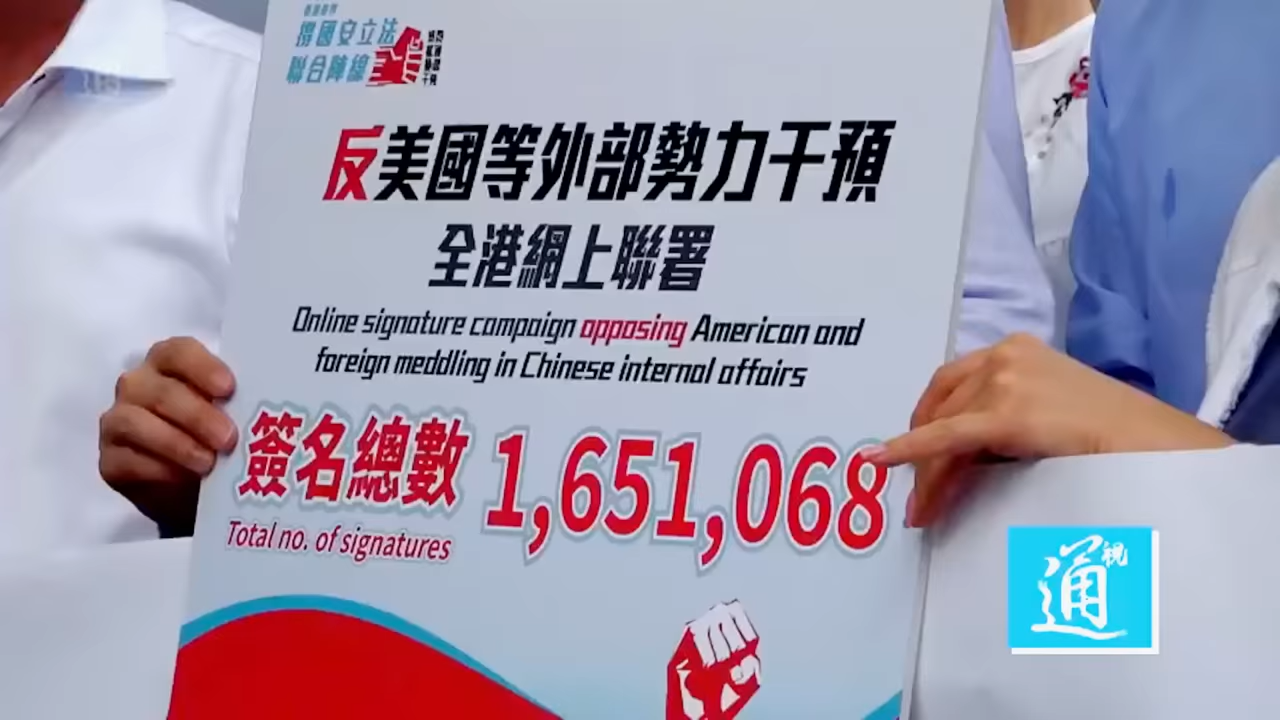 撐國安立法
聯合陣線
反美國等外部勢力干預
全港網上聯署
Online signature campaign opposing American and
foreign meddling in Chinese internal affairs
簽名總數 1,651,068
Total no. of signatures
通視